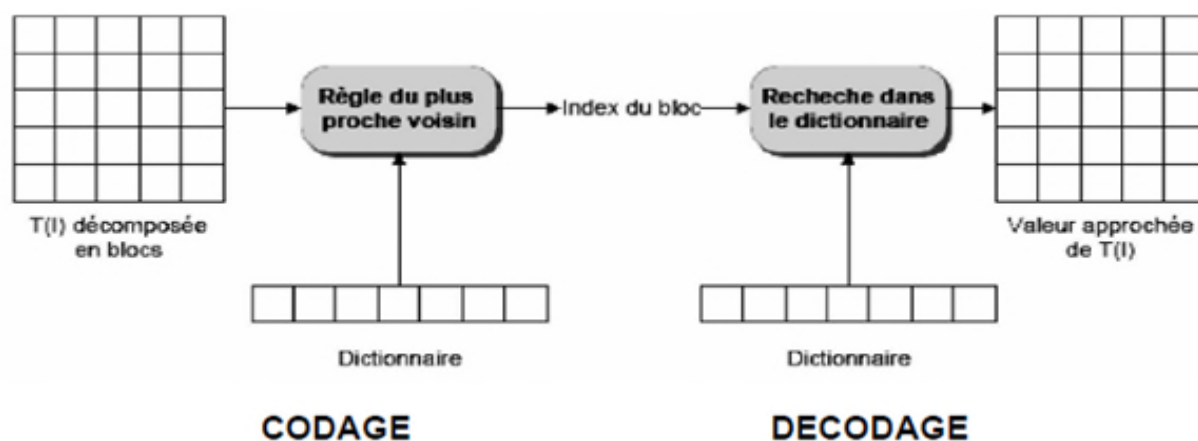 Règle du plus
proche voisin
Index du bloc
Recheche dans
le dictionnaire
T(I) décomposée
en blocs
Valeur approchée
de T(I)
Dictionnaire
Dictionnaire
CODAGE
DECODAGE